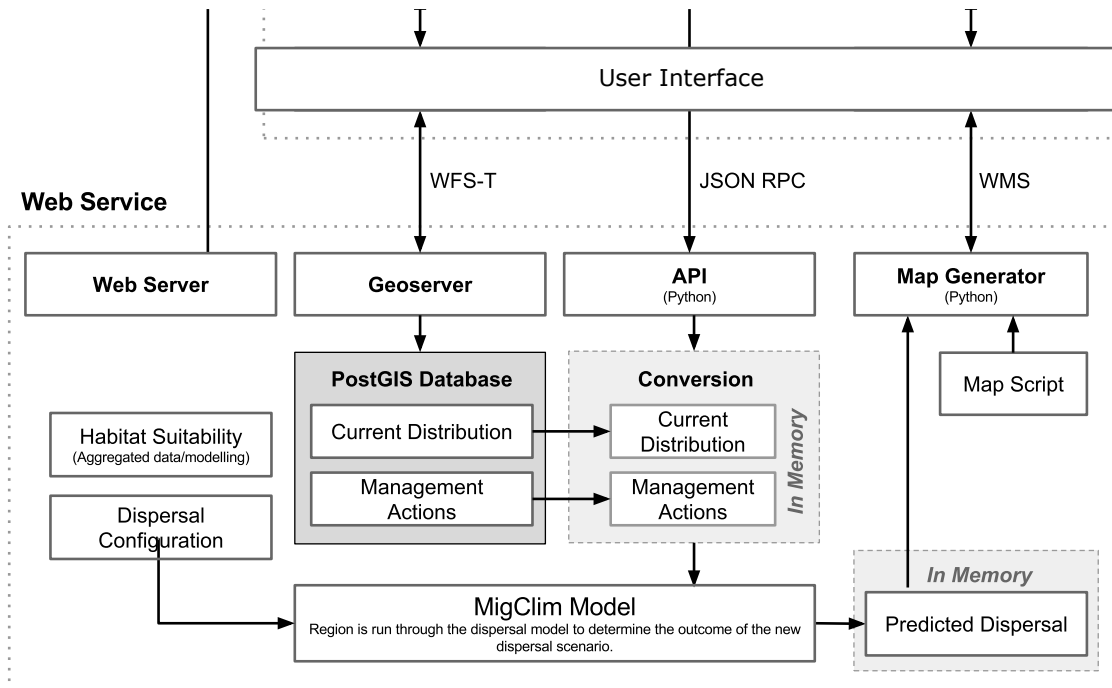 User Interface
WFS-T
JSON RPC
WMS
Web Service
Web Server
Geoserver
API
(Python)
Map Generator
(Python)
Map Script
PostGIS Database
Current Distribution
Management
Actions
Conversion
Current
Distribution
Management
Actions
In Memory
Habitat Suitability
(Aggregated data/modelling)
Dispersal
Configuration
MigClim Model
Region is run through the dispersal model to determine the outcome of the new
dispersal scenario.
In Memory
Predicted Dispersal